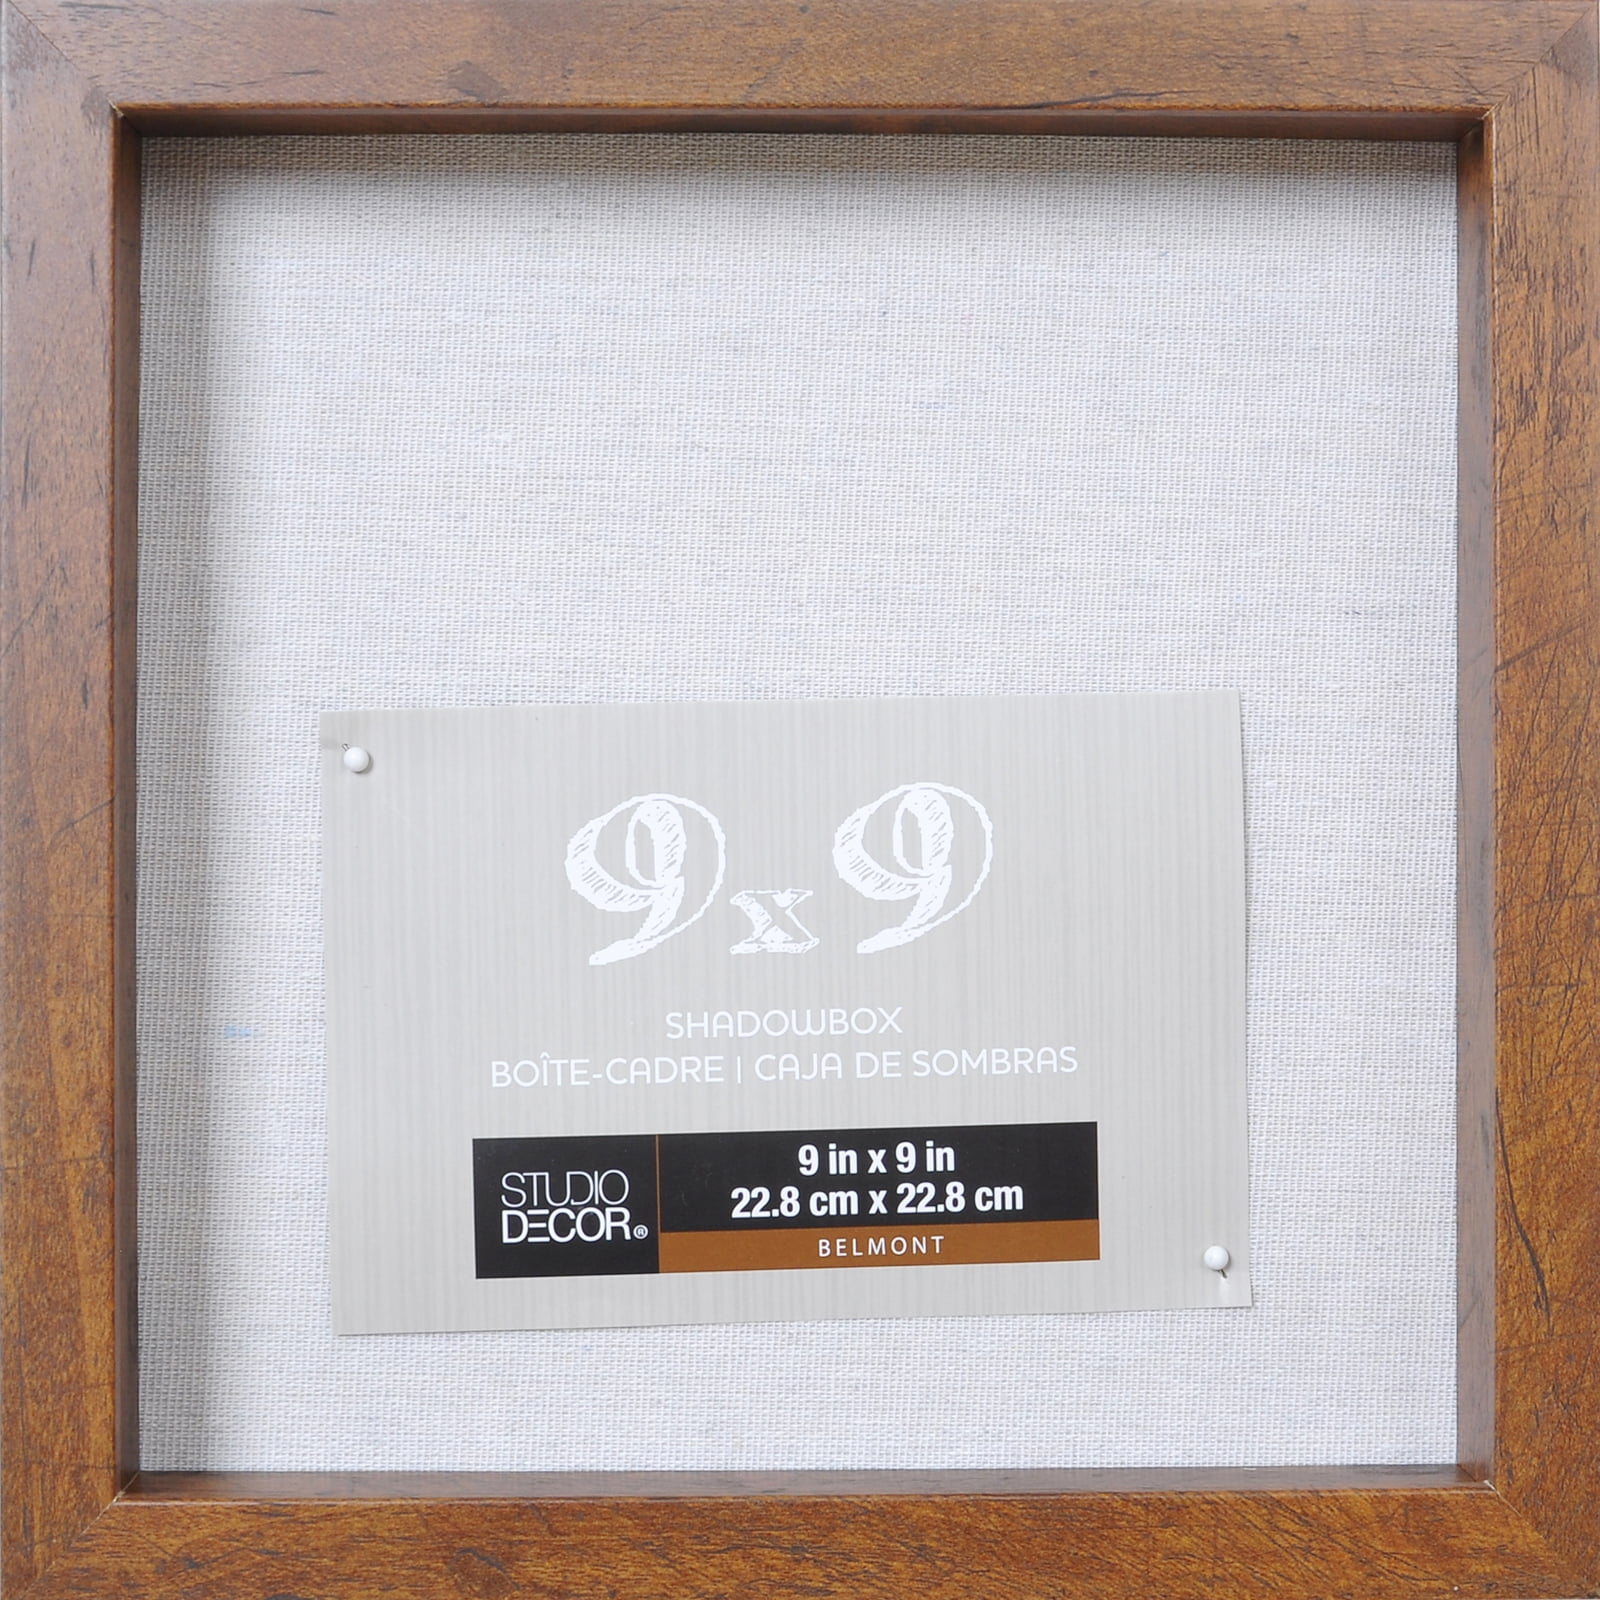 9x9
SHADOWBOX
BOÎTE-CADRE | CAJA DE SOMBRAS
STUDIO
DECOR®
9 in x 9 in
22.8 cm x 22.8 cm
BELMONT